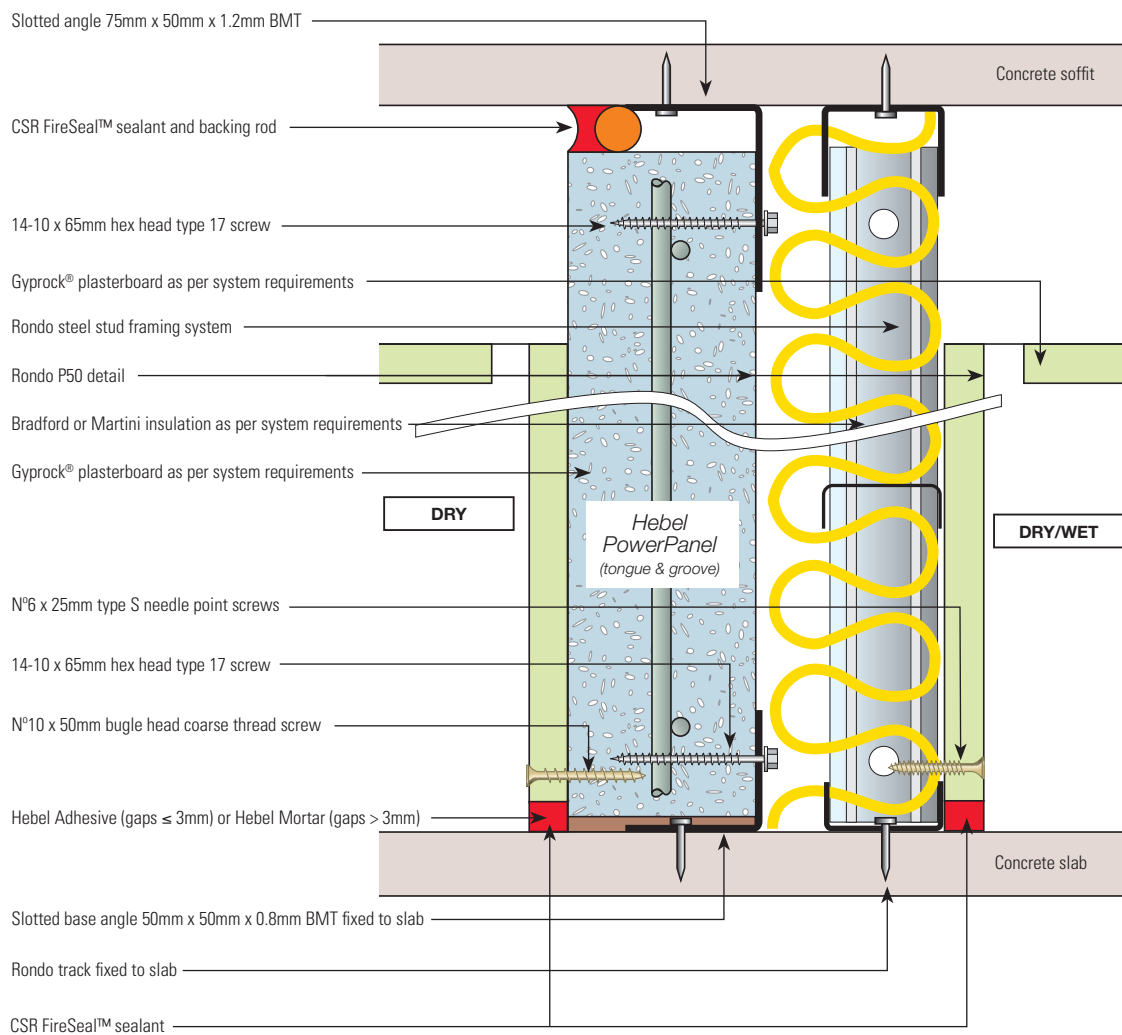 Slotted angle 75mm x 50mm x 1.2mm BMT
Concrete soffit
CSR FireSeal™ sealant and backing rod
14-10 x 65mm hex head type 17 screw
Gyprock® plasterboard as per system requirements
Rondo steel stud framing system
Rondo P50 detail
Bradford or Martini insulation as per system requirements
Gyprock® plasterboard as per system requirements
DRY
Hebel
PowerPanel
(tongue & groove)
DRY/WET
Nº6 x 25mm type S needle point screws
14-10 x 65mm hex head type 17 screw
Nº10 x 50mm bugle head coarse thread screw
Hebel Adhesive (gaps ≤ 3mm) or Hebel Mortar (gaps > 3mm)
Concrete slab
Slotted base angle 50mm x 50mm x 0.8mm BMT fixed to slab
Rondo track fixed to slab
CSR FireSeal™ sealant